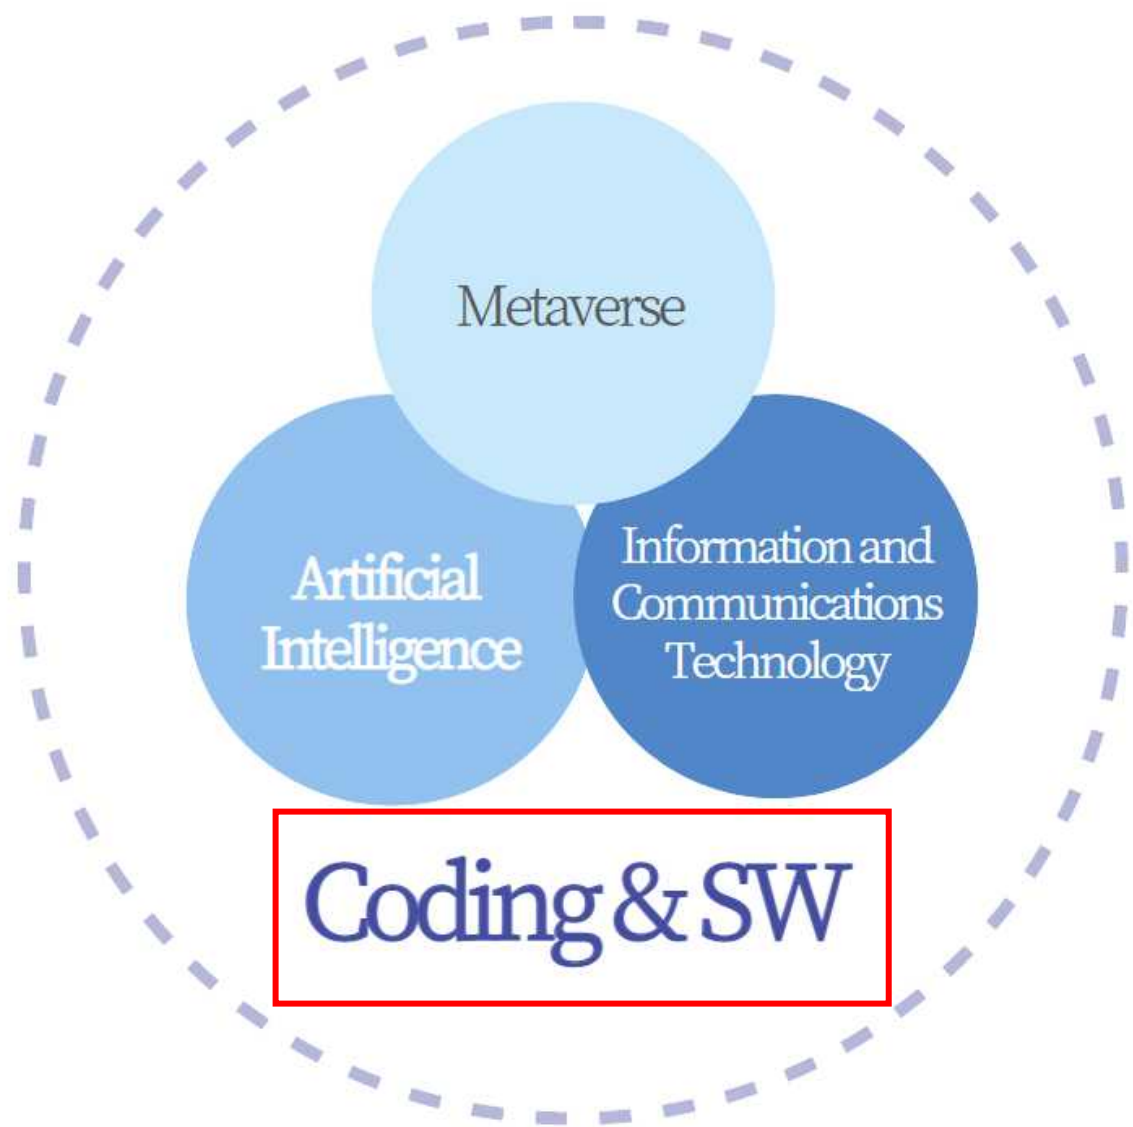 Metaverse
Artificial
Intelligence
Information and
Communications
Technology
Coding & SW